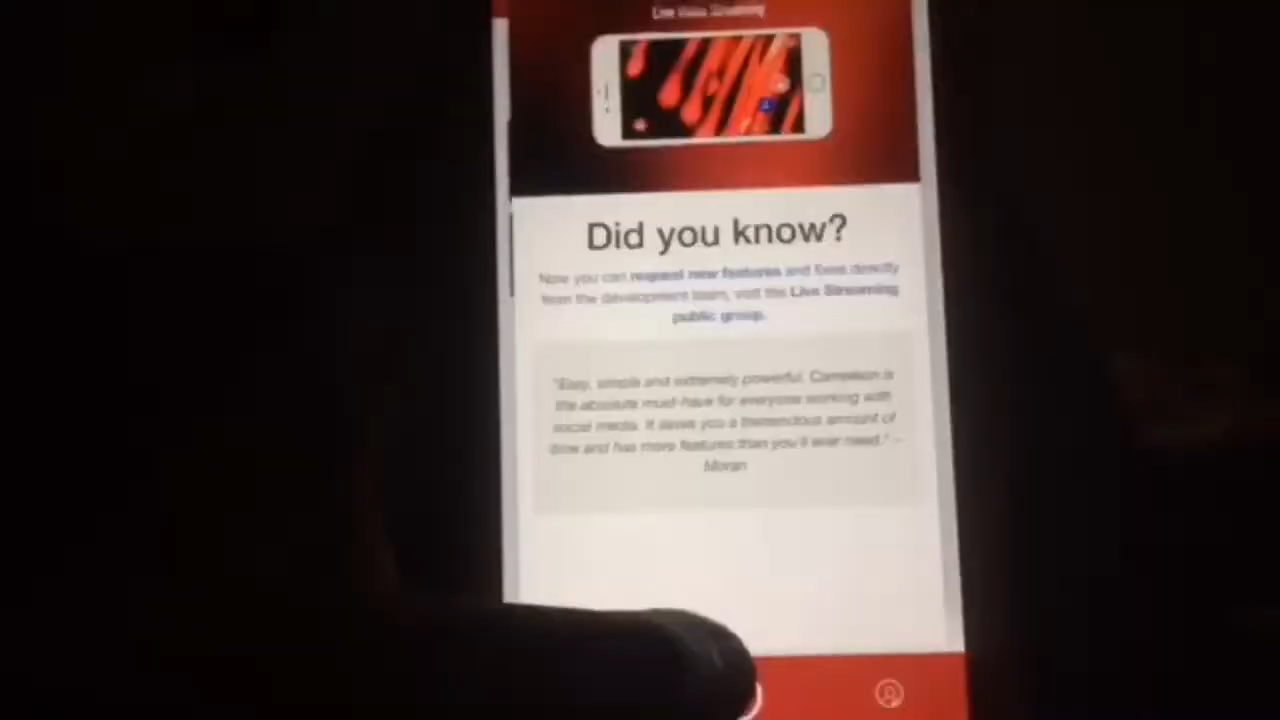 Live Video Streaming
Did you know?
Now you can request new features and fixes directly
from the development team, visit the Live Streaming
public group.
"Easy, simple and extremely powerful. Cameleon is
the absolute must-have for everyone working with
social media. It saves you a tremendous amount of
time and has more features than you'll ever need." –
Moran